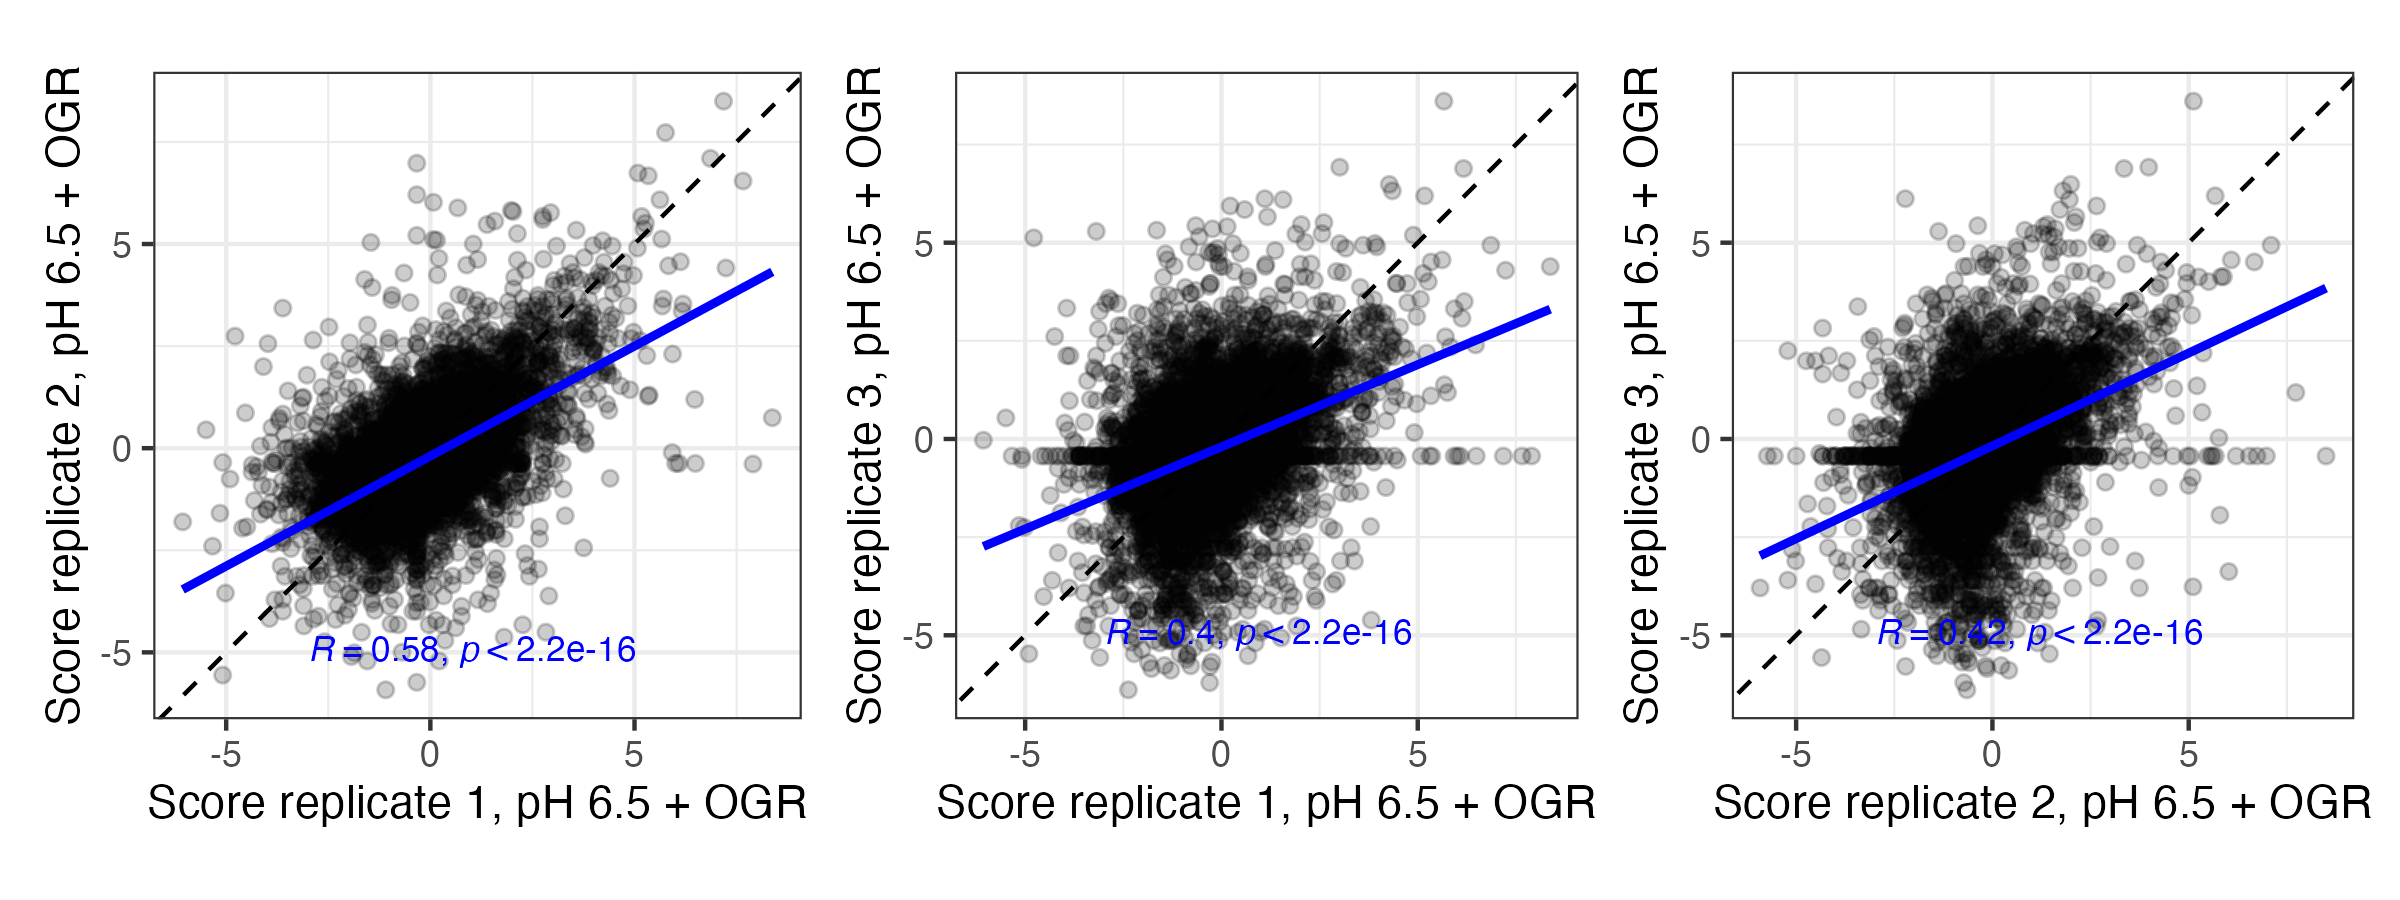 Score replicate 2, pH 6.5 + OGR
5
0
-5
R = 0.58, p < 2.2e-16
-5 0 5
Score replicate 1, pH 6.5 + OGR
Score replicate 3, pH 6.5 + OGR
5
0
-5
R = 0.4, p < 2.2e-16
-5 0 5
Score replicate 1, pH 6.5 + OGR
Score replicate 3, pH 6.5 + OGR
5
0
-5
R = 0.42, p < 2.2e-16
-5 0 5
Score replicate 2, pH 6.5 + OGR